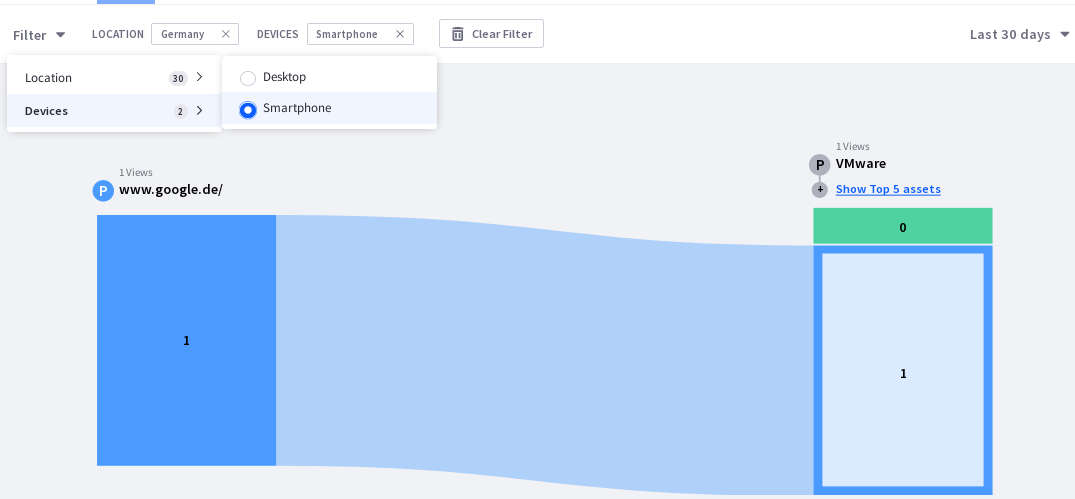 Filter LOCATION Germany DEVICES Smartphone Clear Filter Last 30 days
Location 30
Desktop
Devices 2
Smartphone
1 Views
P www.google.de/
1 Views
P VMware
+ Show Top 5 assets
0
1
1